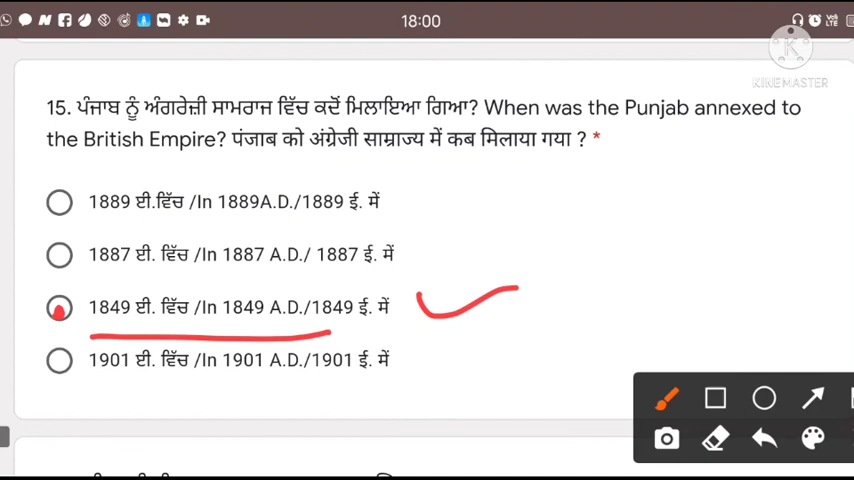 18:00
KINEMASTER
15. ਪੰਜਾਬ ਨੂੰ ਅੰਗਰੇਜ਼ੀ ਸਾਮਰਾਜ ਵਿੱਚ ਕਦੋਂ ਮਿਲਾਇਆ ਗਿਆ? When was the Punjab annexed to
the British Empire? पंजाब को अंग्रेजी साम्राज्य में कब मिलाया गया ? *
1889 ਈ.ਵਿੱਚ /In 1889A.D./1889 ई. में
1887 ਈ. ਵਿੱਚ /In 1887 A.D./ 1887 ई. में
1849 ਈ. ਵਿੱਚ /In 1849 A.D./1849 ई. में
1901 ਈ. ਵਿੱਚ /In 1901 A.D./1901 ई. में